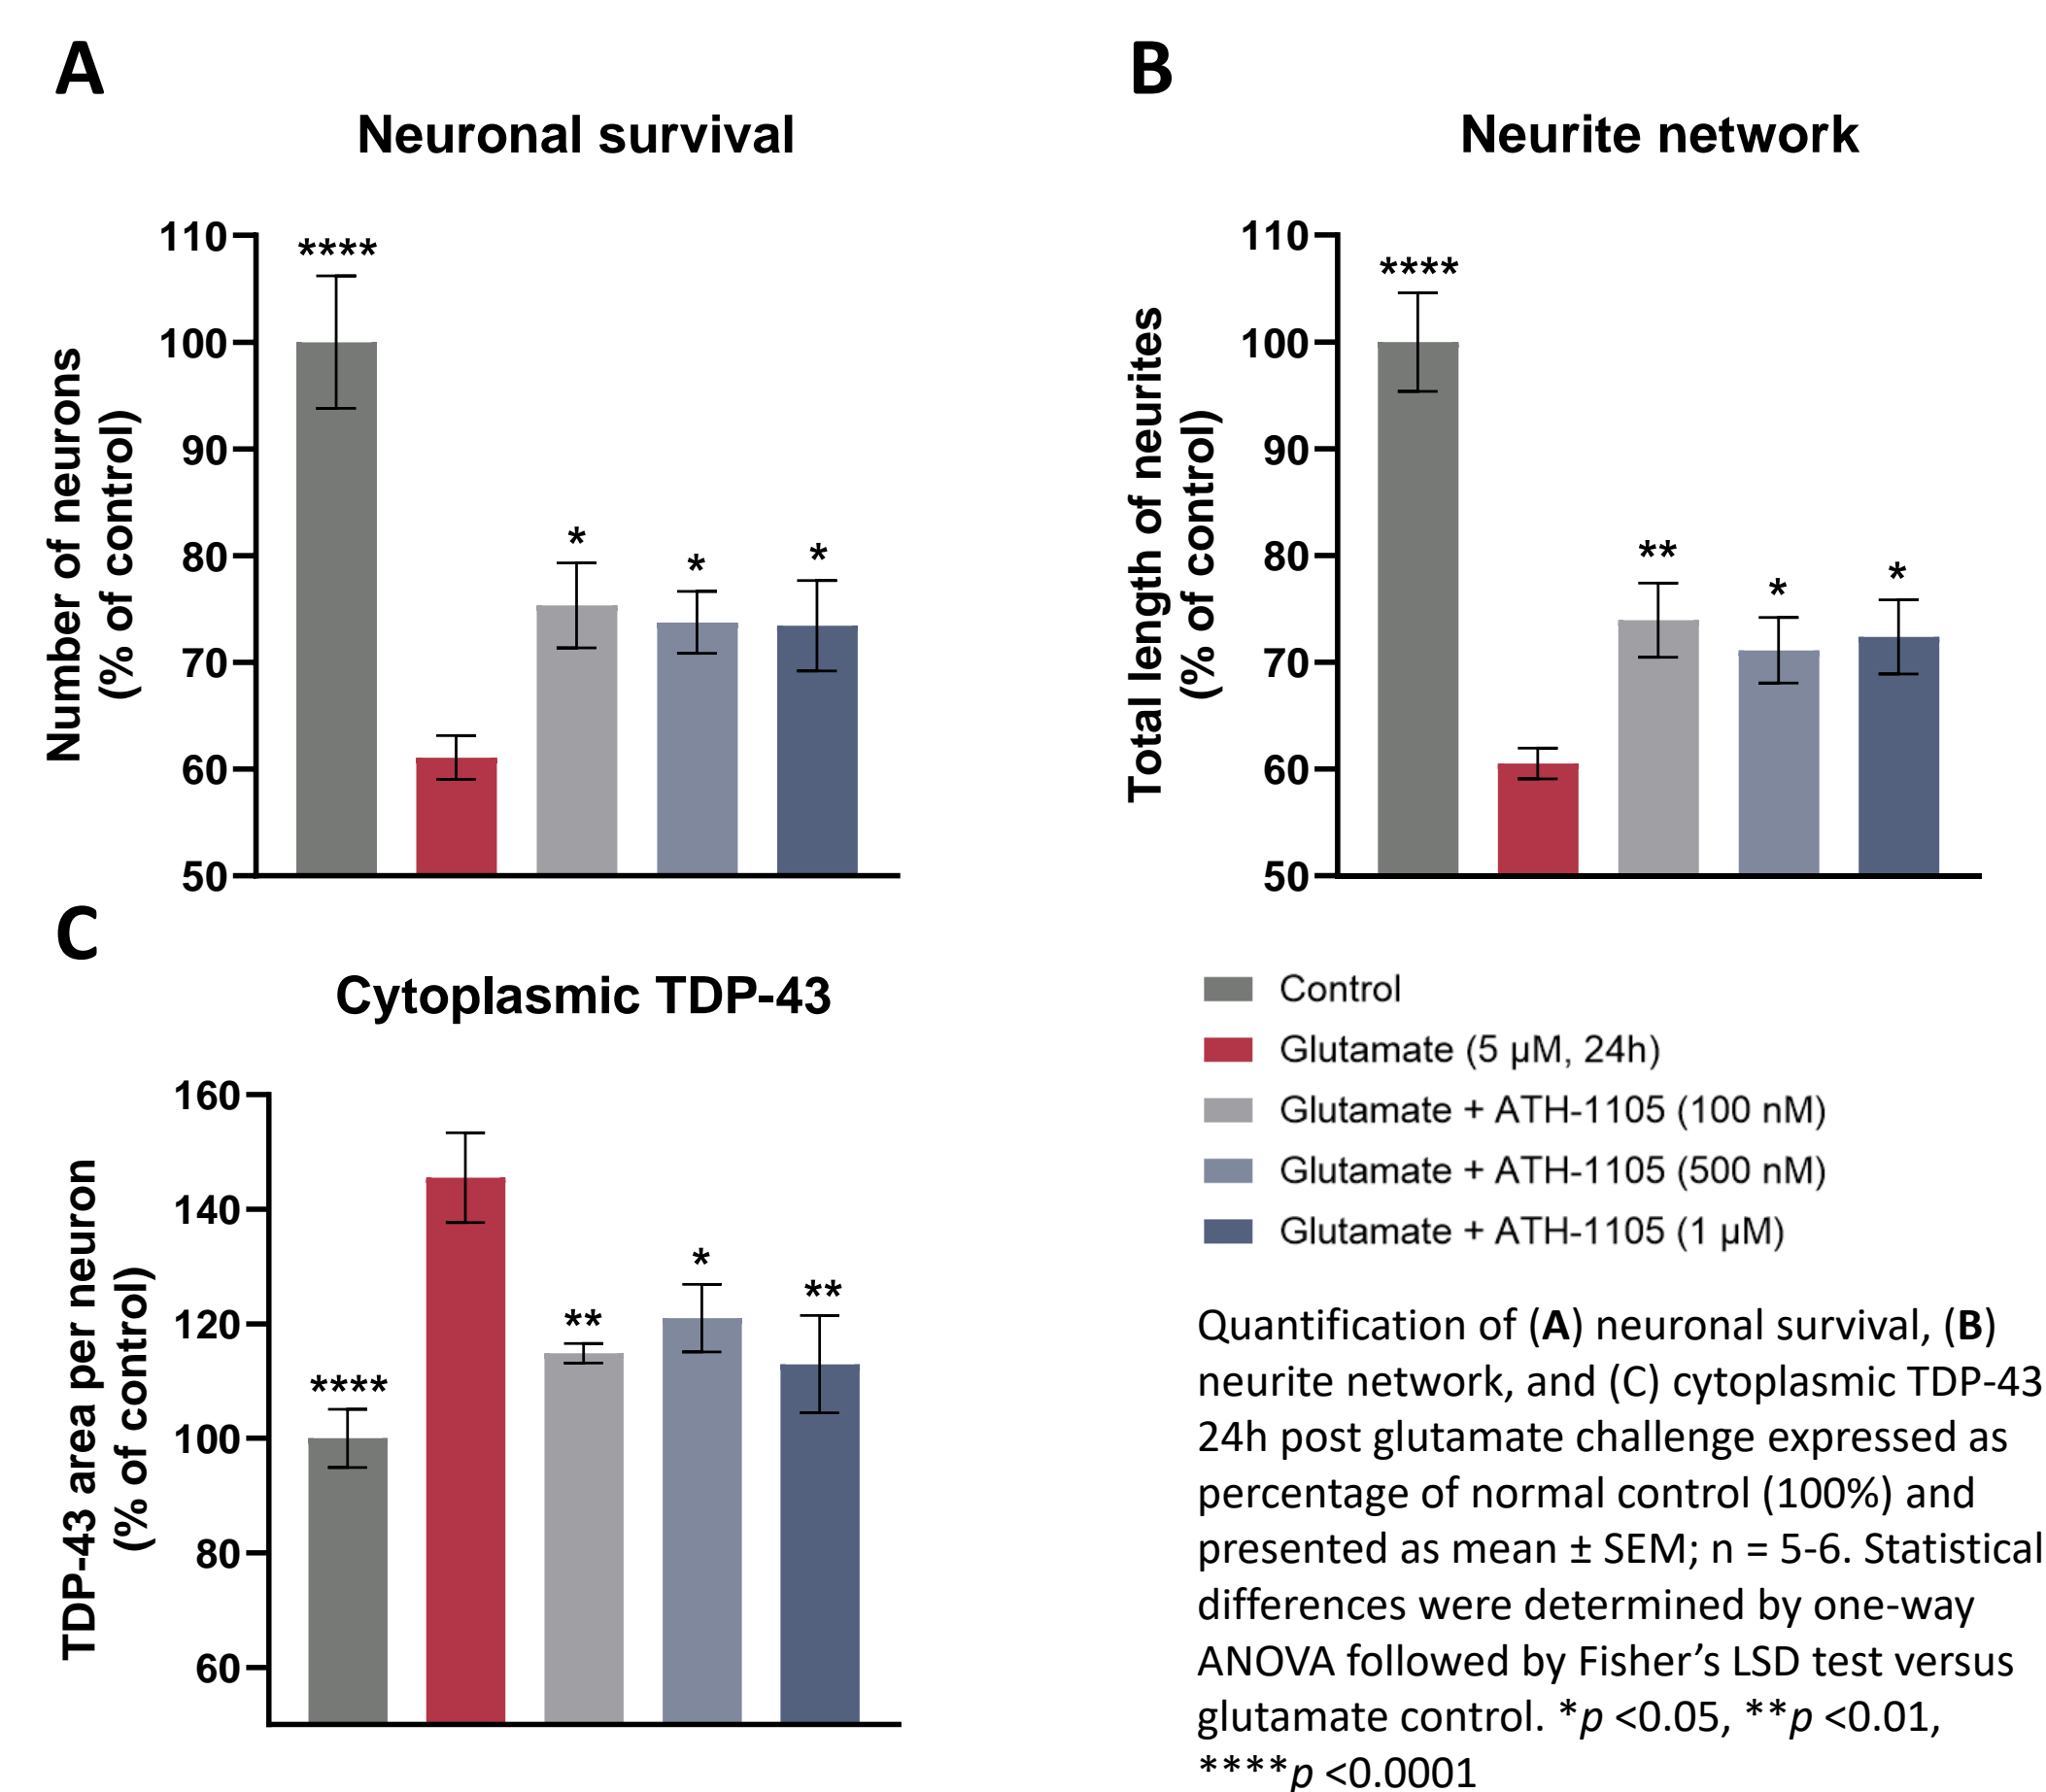 A
Neuronal survival
Number of neurons
(% of control)
110
100
90
80
70
60
50
****
*
*
*
B
Neurite network
Total length of neurites
(% of control)
110
100
90
80
70
60
50
****
**
*
*
C
Cytoplasmic TDP-43
TDP-43 area per neuron
(% of control)
160
140
120
100
80
60
****
**
*
**
Control
Glutamate (5 µM, 24h)
Glutamate + ATH-1105 (100 nM)
Glutamate + ATH-1105 (500 nM)
Glutamate + ATH-1105 (1 µM)
Quantification of (A) neuronal survival, (B)
neurite network, and (C) cytoplasmic TDP-43
24h post glutamate challenge expressed as
percentage of normal control (100%) and
presented as mean ± SEM; n = 5-6. Statistical
differences were determined by one-way
ANOVA followed by Fisher’s LSD test versus
glutamate control. *p <0.05, **p <0.01,
****p <0.0001